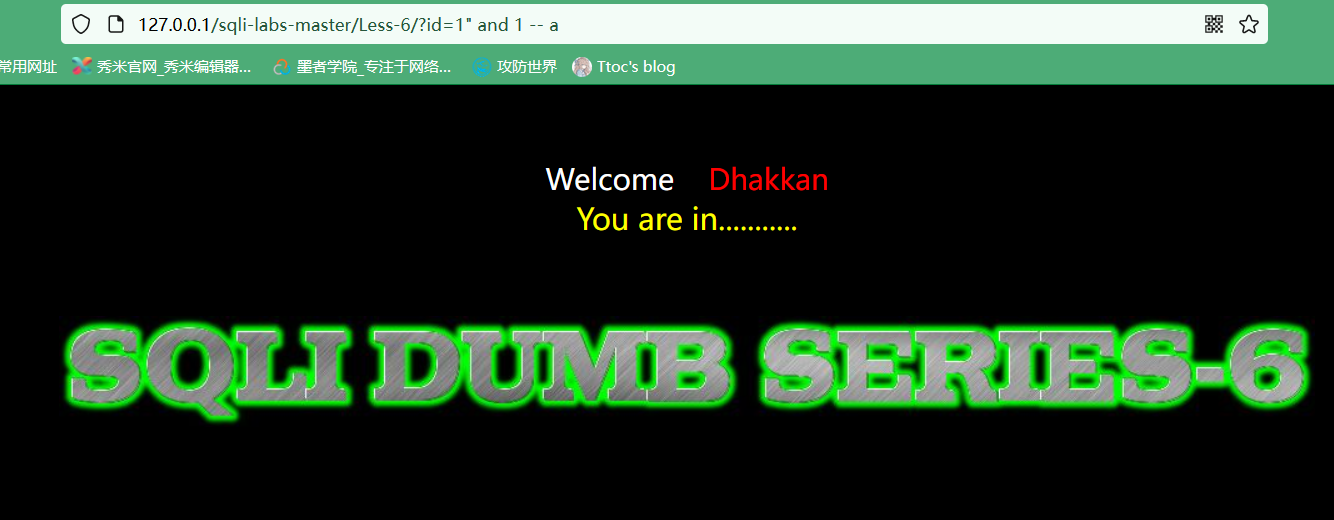 127.0.0.1/sqli-labs-master/Less-6/?id=1" and 1 -- a
常用网址 秀米官网_秀米编辑器... 墨者学院_专注于网络... 攻防世界 Ttoc's blog
Welcome Dhakkan
You are in...........
SQLI DUMB SERIES-6